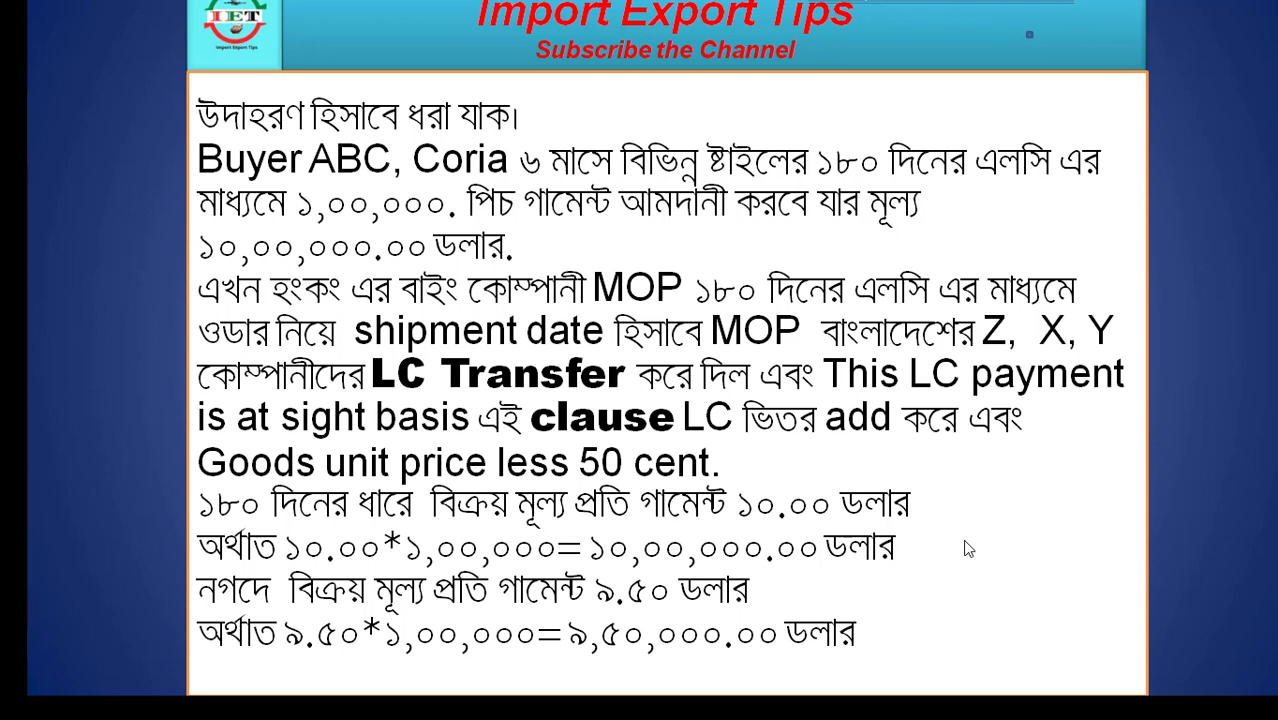 IET
Import Export Tips
Import Export Tips
Subscribe the Channel
উদাহরণ হিসাবে ধরা যাক।
Buyer ABC, Coria ৬ মাসে বিভিন্ন ষ্টাইলের ১৮০ দিনের এলসি এর
মাধ্যমে ১,০০,০০০. পিচ গামেন্ট আমদানী করবে যার মূল্য
১০,০০,০০০.০০ ডলার.
এখন হংকং এর বাইং কোম্পানী MOP ১৮০ দিনের এলসি এর মাধ্যমে
ওডার নিয়ে shipment date হিসাবে MOP বাংলাদেশের Z, X, Y
কোম্পানীদের LC Transfer করে দিল এবং This LC payment
is at sight basis এই clause LC ভিতর add করে এবং
Goods unit price less 50 cent.
১৮০ দিনের ধারে বিক্রয় মূল্য প্রতি গামেন্ট ১০.০০ ডলার
অর্থাত ১০.০০*১,০০,০০০=১০,০০,০০০.০০ ডলার
নগদে বিক্রয় মূল্য প্রতি গামেন্ট ৯.৫০ ডলার
অর্থাত ৯.৫০*১,০০,০০০=৯,৫০,০০০.০০ ডলার